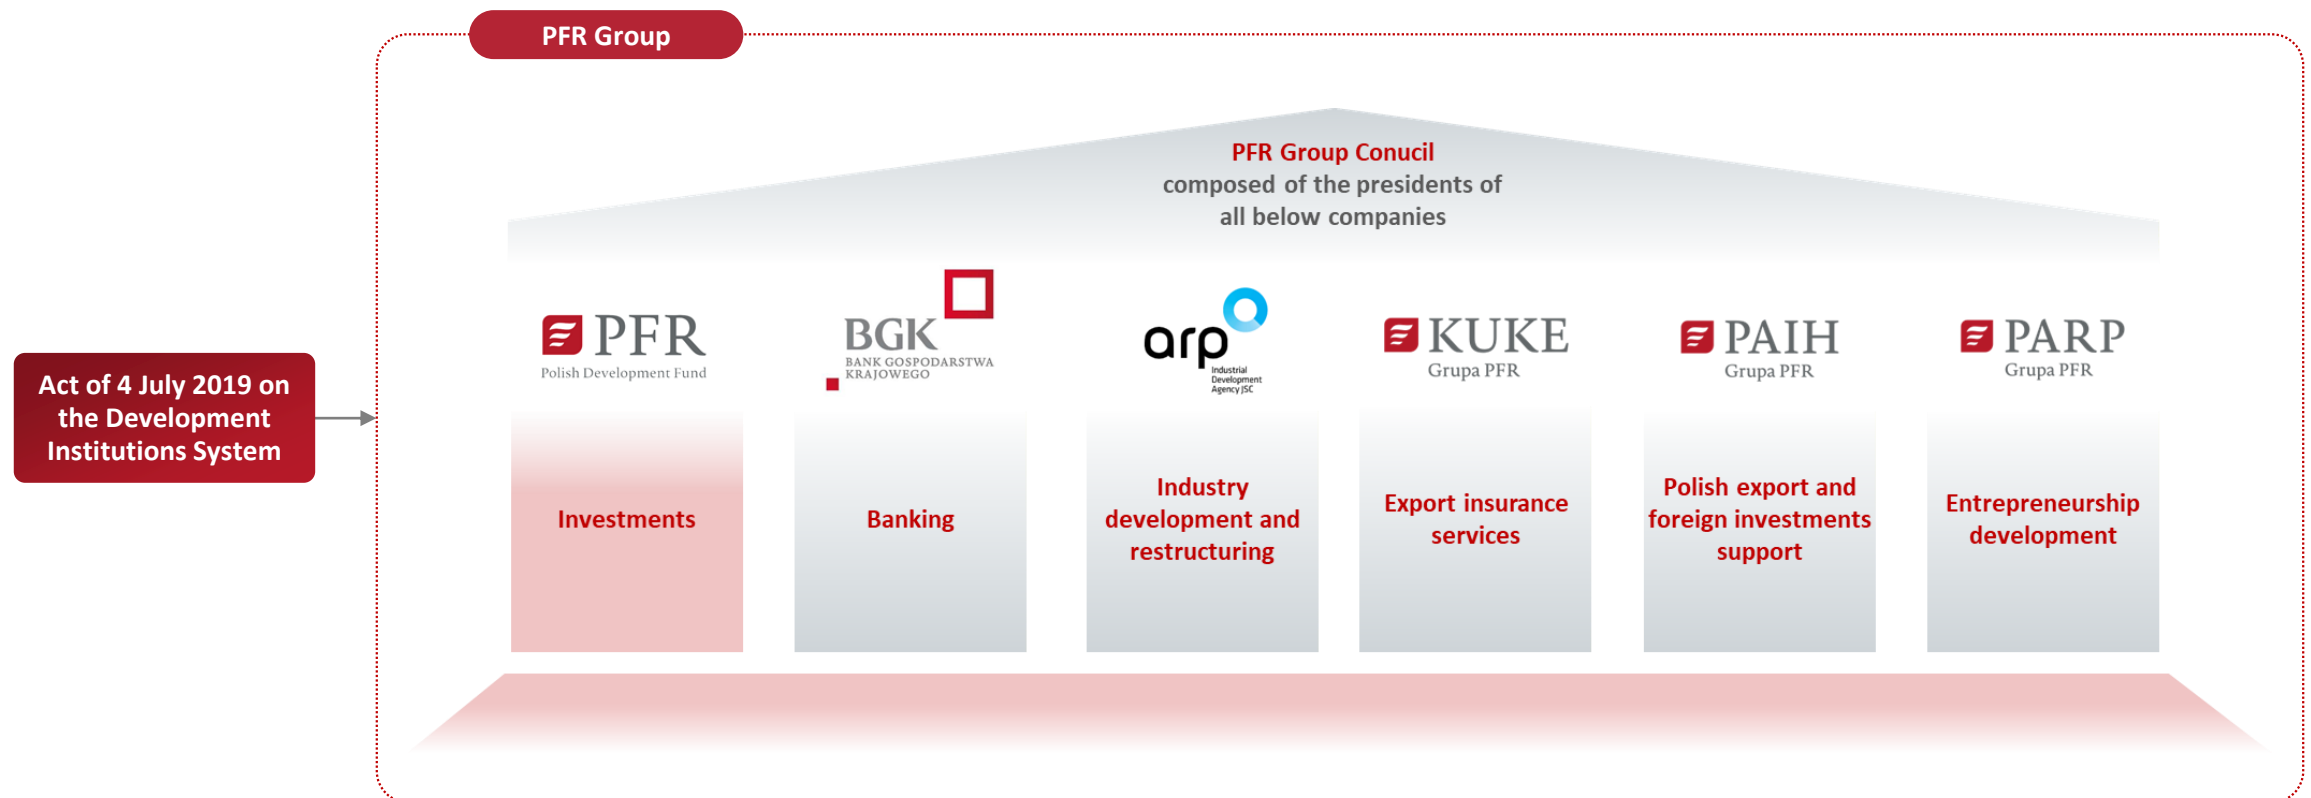 PFR Group
PFR Group Conucil
composed of the presidents of
all below companies
Act of 4 July 2019 on
the Development
Institutions System
PFR
Polish Development Fund
BGK
BANK GOSPODARSTWA
KRAJOWEGO
arp
Industrial
Development
Agency JSC
KUKE
Grupa PFR
PAIH
Grupa PFR
PARP
Grupa PFR
Investments
Banking
Industry
development and
restructuring
Export insurance
services
Polish export and
foreign investments
support
Entrepreneurship
development